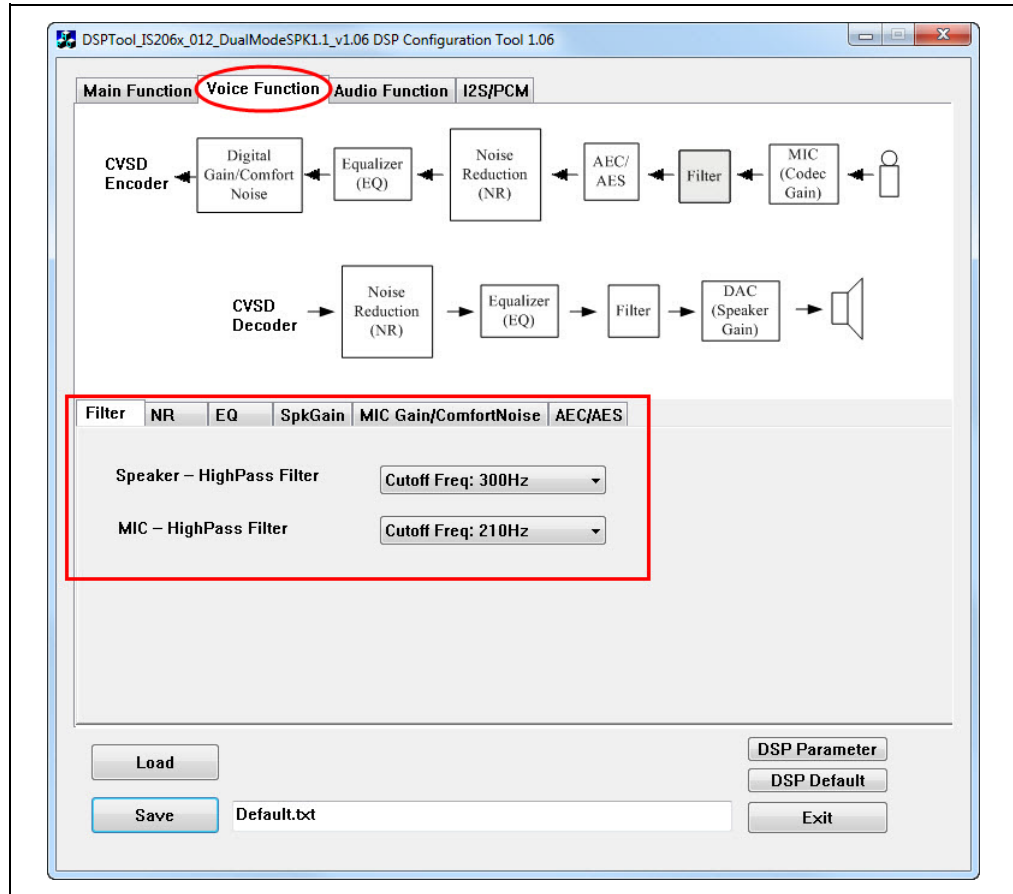 DSPTool_IS206x_012_DualModeSPK1.1_v1.06 DSP Configuration Tool 1.06
Main Function Voice Function Audio Function I2S/PCM
CVSD
Encoder
Digital
Gain/Comfort
Noise
Equalizer
(EQ)
Noise
Reduction
(NR)
AEC/
AES
Filter
MIC
(Codec
Gain)
CVSD
Decoder
Noise
Reduction
(NR)
Equalizer
(EQ)
Filter
DAC
(Speaker
Gain)
Filter NR EQ SpkGain MIC Gain/ComfortNoise AEC/AES
Speaker – HighPass Filter Cutoff Freq: 300Hz
MIC – HighPass Filter Cutoff Freq: 210Hz
Load
DSP Parameter
DSP Default
Save Default.txt Exit